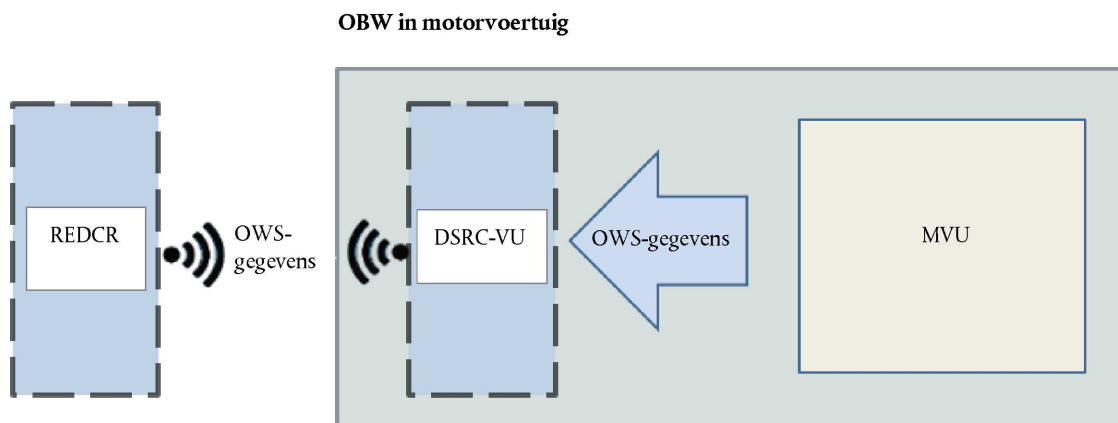 OBW in motorvoertuig
REDCR
OWS-
gegevens
DSRC-VU
OWS-gegevens
MVU